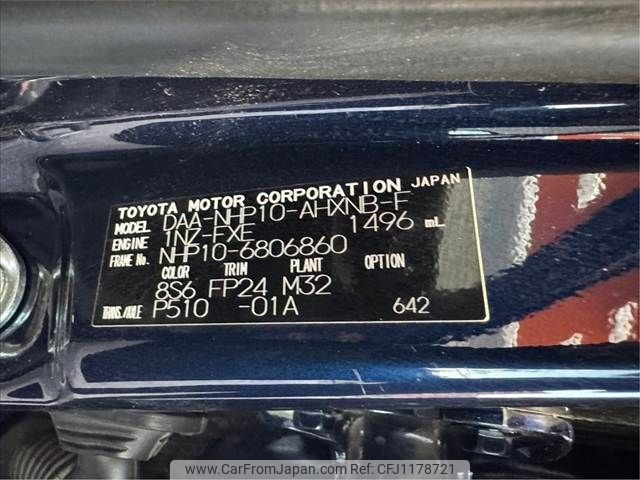 TOYOTA MOTOR CORPORATION JAPAN
MODEL DAA-NHP10-AHXNB-F
ENGINE 1NZ-FXE 1496 mL
FRAME No. NHP10-6806860
COLOR TRIM PLANT OPTION
8S6 FP24 M32
TRANS./AXLE P510 -01A 642
www.CarFromJapan.com | Ref:CFJ1178721